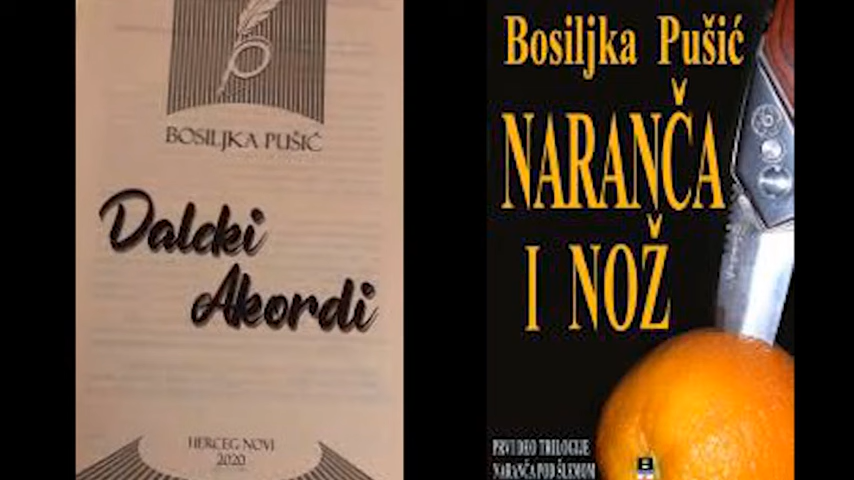 BOSILJKA PUŠIĆ
Dalcki
Akordi
HERCEG NOVI
2020
Bosiljka Pušić
NARANČA
I NOŽ
PRVI DEO TRILOGIJE
NARANČA POD ŠLEMOM